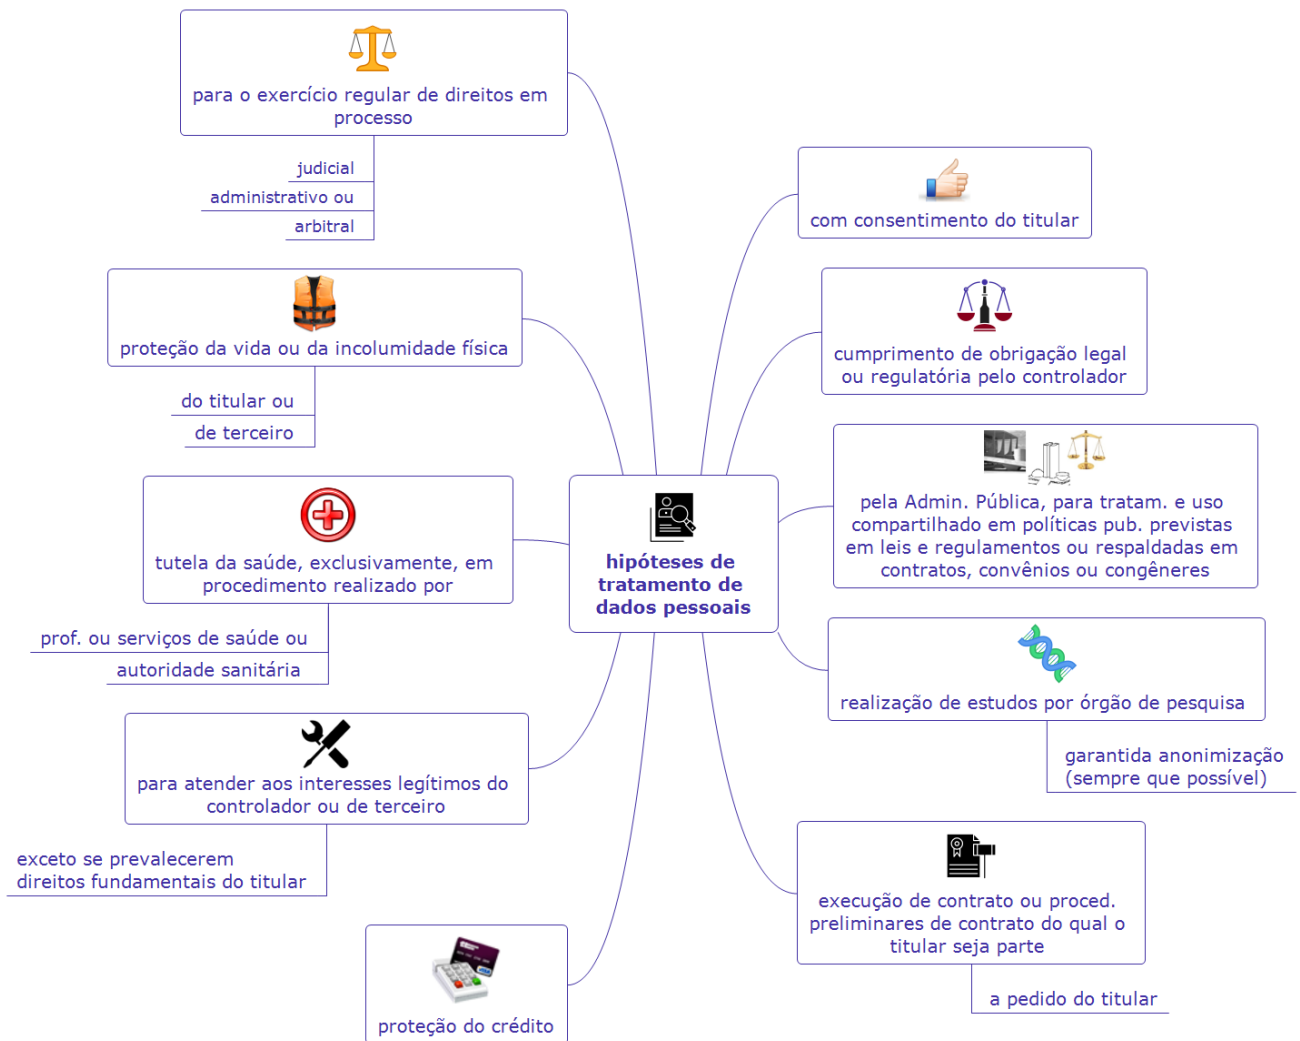 para o exercício regular de direitos em
processo
judicial
administrativo ou
arbitral
proteção da vida ou da incolumidade física
do titular ou
de terceiro
tutela da saúde, exclusivamente, em
procedimento realizado por
prof. ou serviços de saúde ou
autoridade sanitária
para atender aos interesses legítimos do
controlador ou de terceiro
exceto se prevalecerem
direitos fundamentais do titular
proteção do crédito
hipóteses de
tratamento de
dados pessoais
com consentimento do titular
cumprimento de obrigação legal
ou regulatória pelo controlador
pela Admin. Pública, para tratam. e uso
compartilhado em políticas pub. previstas
em leis e regulamentos ou respaldadas em
contratos, convênios ou congêneres
realização de estudos por órgão de pesquisa
garantida anonimização
(sempre que possível)
execução de contrato ou proced.
preliminares de contrato do qual o
titular seja parte
a pedido do titular